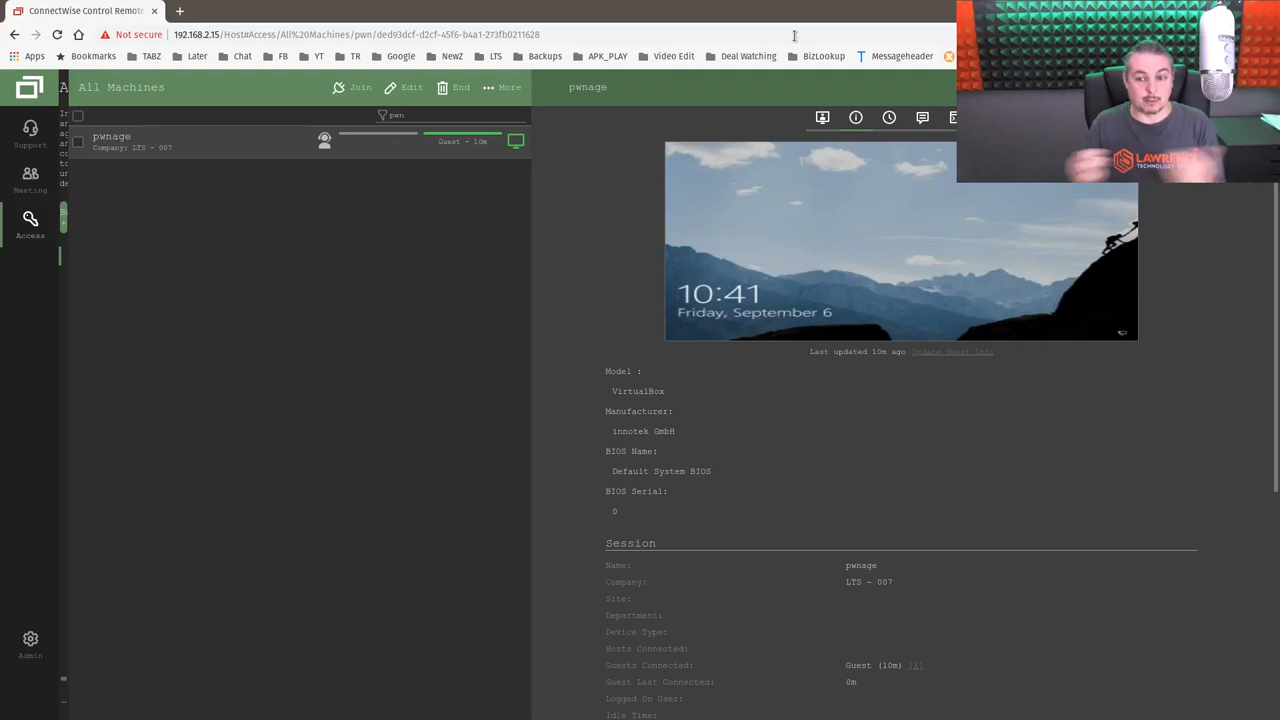 ConnectWise Control Remote
Not secure
192.168.2.15/Host#Access/All%20Machines/pwn/ded93dcf-d2cf-45f6-b4a1-273fb0211628
Apps
Bookmarks
TABZ
Later
Chat
FB
YT
TR
Google
NewZ
LTS
Backups
APK_PLAY
Video Edit
Deal Watching
BizLookup
Messageheader
LAWRENCE
All Machines
Join
Edit
End
More
pwnage
Support
Meeting
Access
Admin
pwn
pwnage
Company: LTS - 007
Guest - 10m
10:41
Friday, September 6
Last updated 10m ago
Update Guest Info
Model :
VirtualBox
Manufacturer:
innotek GmbH
BIOS Name:
Default System BIOS
BIOS Serial:
0
Session
Name:
pwnage
Company:
LTS - 007
Site:
Department:
Device Type:
Hosts Connected:
Guests Connected:
Guest (10m) [X]
Guest Last Connected:
0m
Logged On User:
Idle Time: